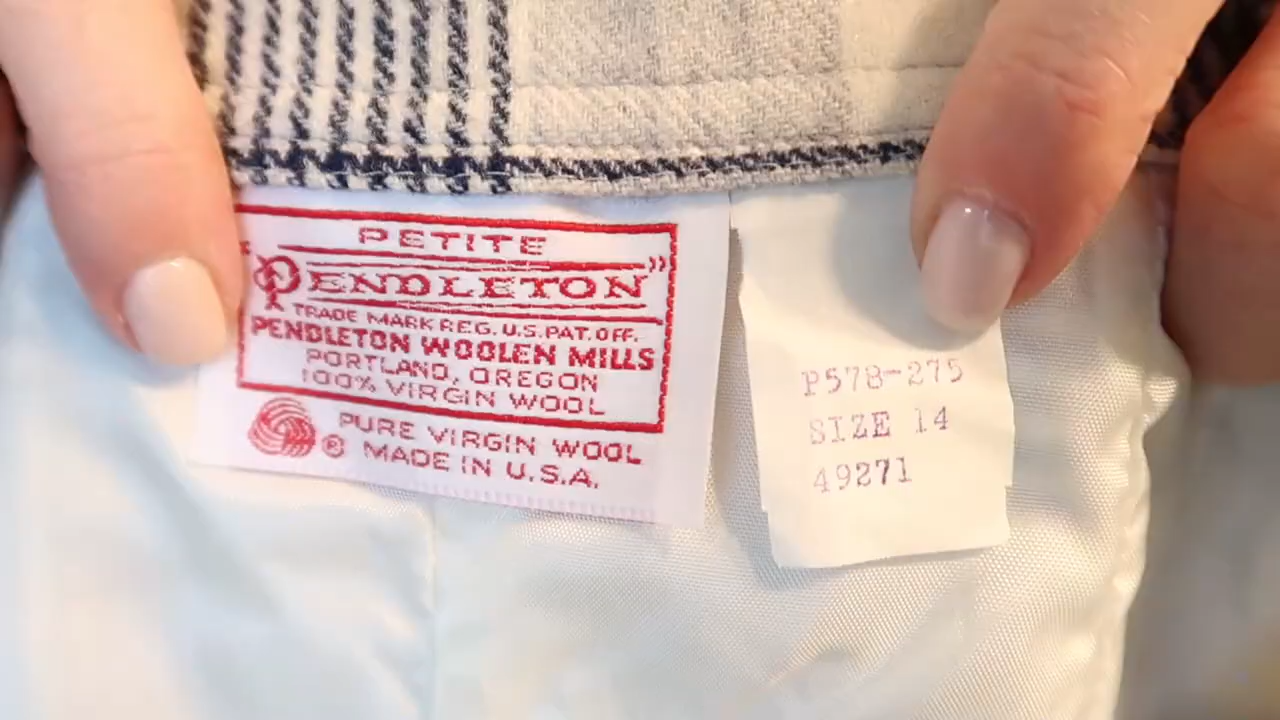 PETITE
PENDLETON"
TRADE MARK REG. U.S. PAT. OFF.
PENDLETON WOOLEN MILLS
PORTLAND, OREGON
100% VIRGIN WOOL
PURE VIRGIN WOOL
® MADE IN U.S.A.
P578-275
SIZE 14
49271